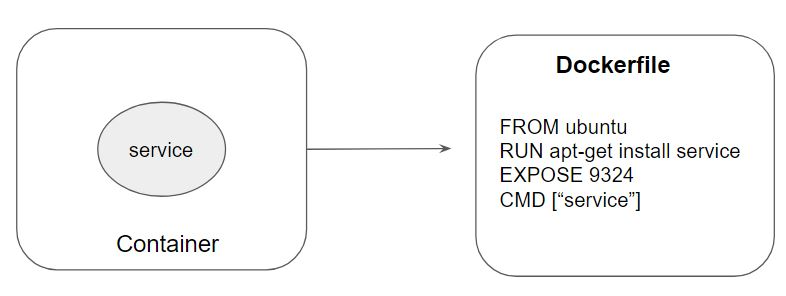 service
Container
Dockerfile
FROM ubuntu
RUN apt-get install service
EXPOSE 9324
CMD [“service”]